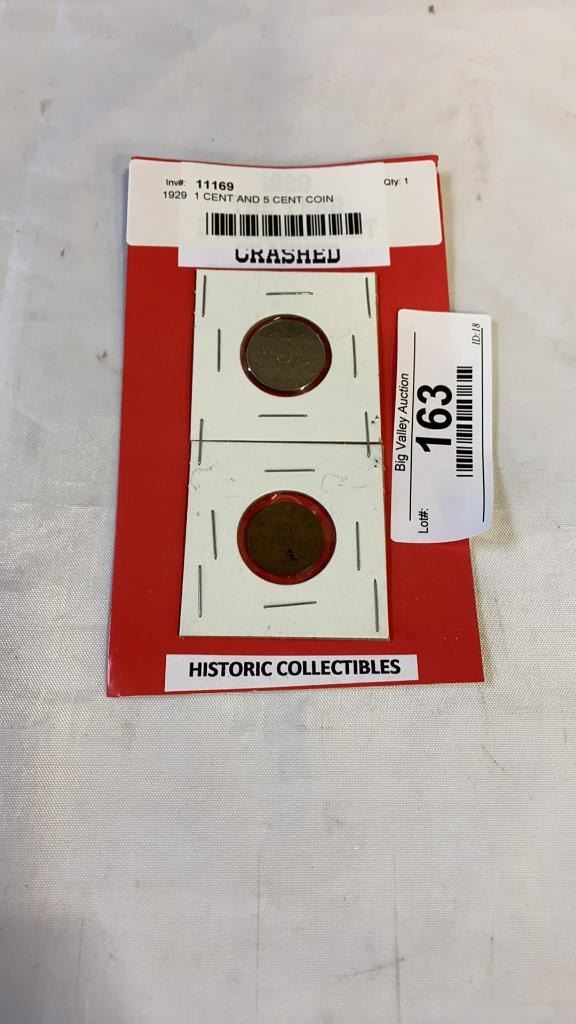 Inv#: 11169 Qty: 1
1929 1 CENT AND 5 CENT COIN
CRASHED
5
HISTORIC COLLECTIBLES
Lot#: 163
Big Valley Auction
ID:18